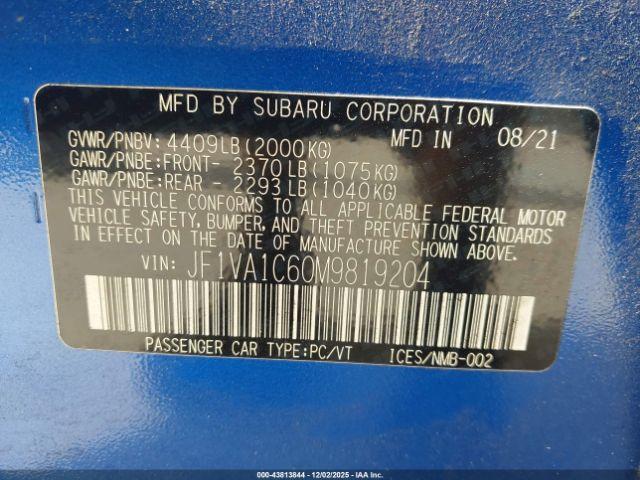 MFD BY SUBARU CORPORATION
GVWR/PNBV: 4409LB(2000KG) MFD IN 08/21
GAWR/PNBE:FRONT- 2370LB(1075KG)
GAWR/PNBE:REAR - 2293LB(1040KG)
THIS VEHICLE CONFORMS TO ALL APPLICABLE FEDERAL MOTOR
VEHICLE SAFETY, BUMPER, AND THEFT PREVENTION STANDARDS
IN EFFECT ON THE DATE OF MANUFACTURE SHOWN ABOVE.
VIN: JF1VA1C60M9819204
PASSENGER CAR TYPE:PC/VT ICES/NMB-002
000-43813844 | 12/02/2025 - IAAI.COM